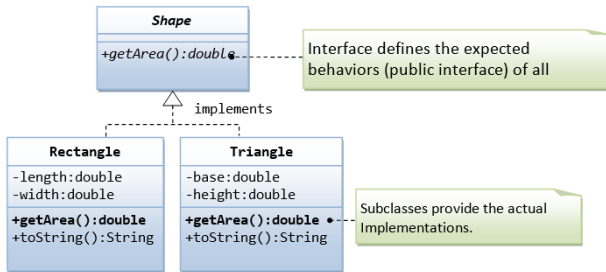 Shape
+getArea():double
Interface defines the expected
behaviors (public interface) of all
implements
Rectangle
-length:double
-width:double
+getArea():double
+toString():String
Triangle
-base:double
-height:double
+getArea():double
+toString():String
Subclasses provide the actual
Implementations.